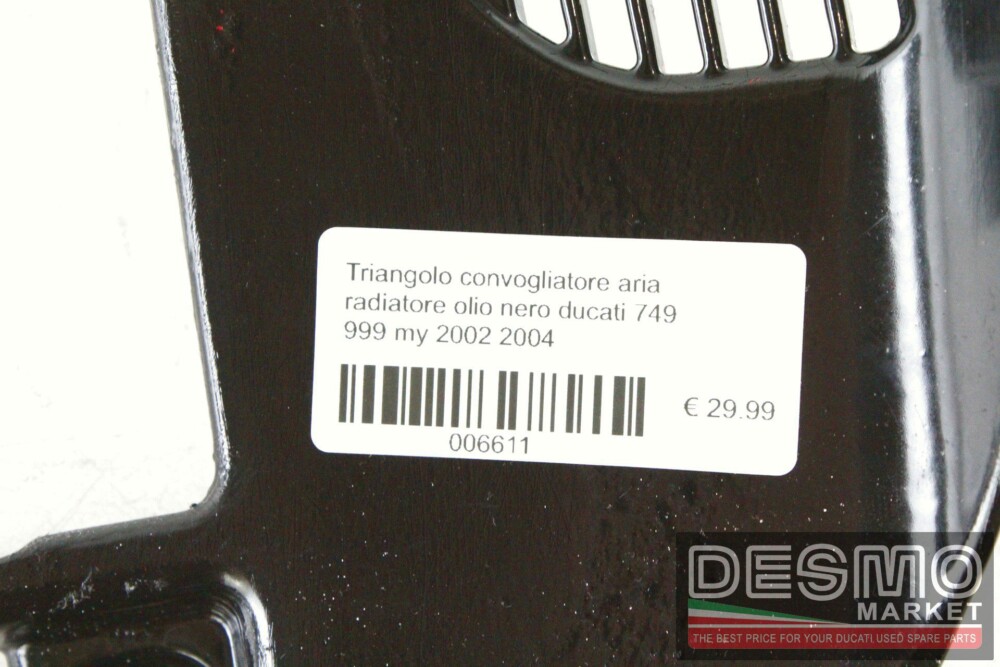 Triangolo convogliatore aria
radiatore olio nero ducati 749
999 my 2002 2004
€ 29.99
006611
DESMO
MARKET
THE BEST PRICE FOR YOUR DUCATI USED SPARE PARTS